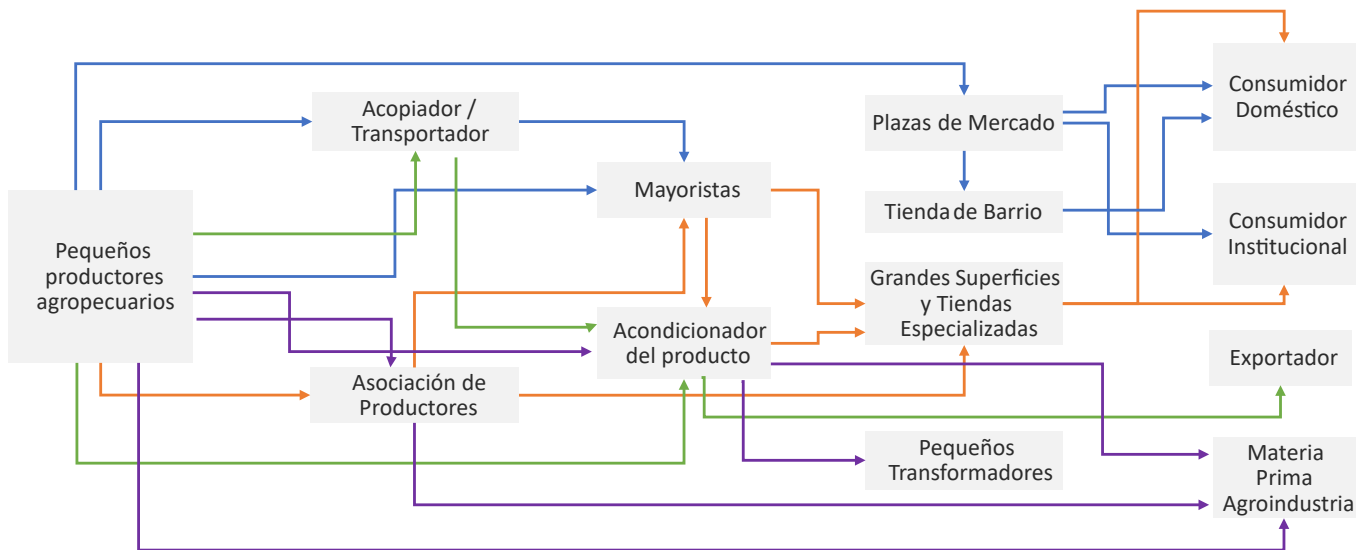 Pequeños
productores
agropecuarios
Acopiador /
Transportador
Mayoristas
Acondicionador
del producto
Asociación de
Productores
Plazas de Mercado
Tienda de Barrio
Grandes Superficies
y Tiendas
Especializadas
Pequeños
Transformadores
Consumidor
Doméstico
Consumidor
Institucional
Exportador
Materia
Prima
Agroindustria